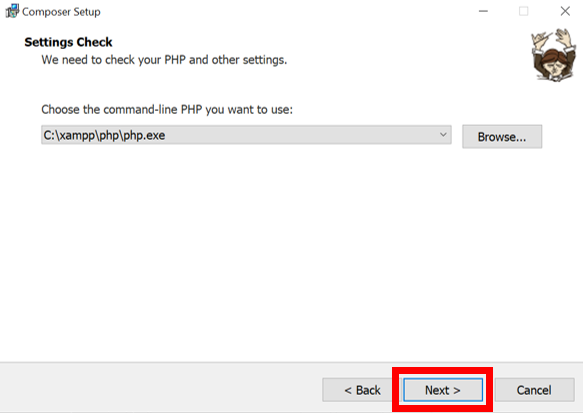 Composer Setup
Settings Check
We need to check your PHP and other settings.
Choose the command-line PHP you want to use:
C:\xampp\php\php.exe
Browse...
< Back
Next >
Cancel